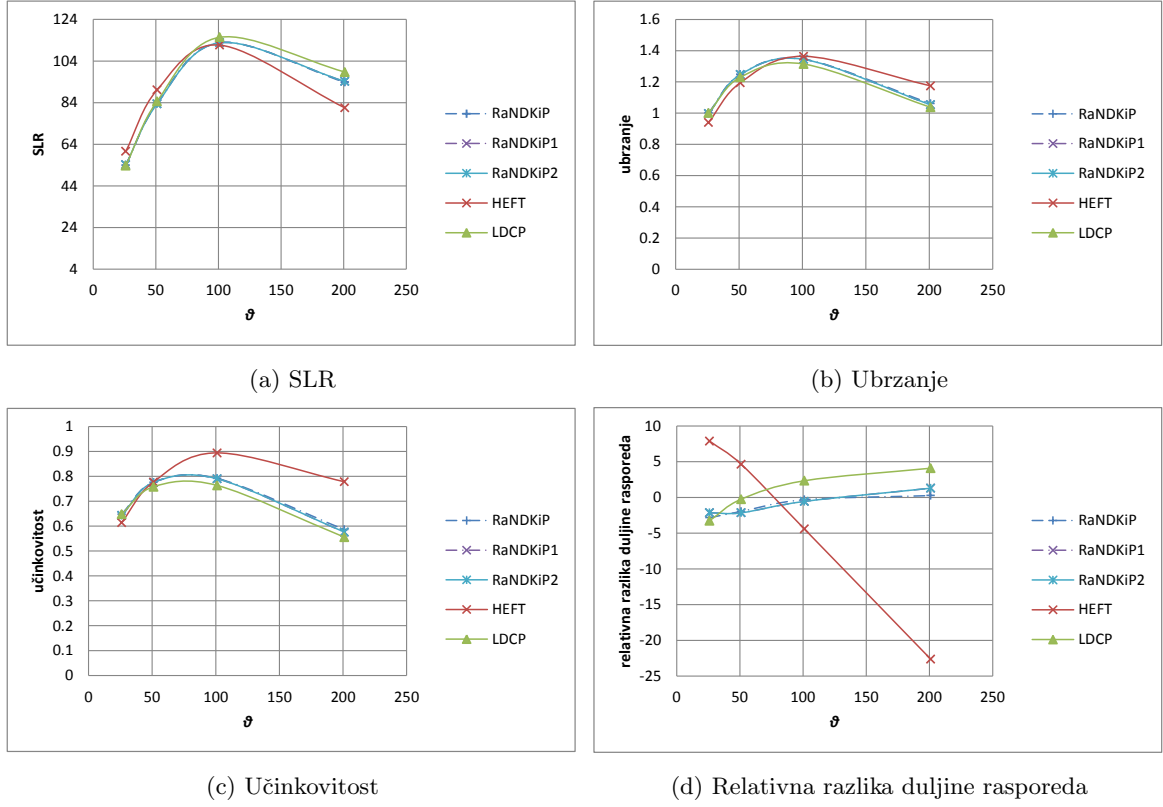 124
104
84
64
44
24
4
SLR
0 50 100 150 200 250
ϑ
RaNDKiP
RaNDKiP1
RaNDKiP2
HEFT
LDCP
(a) SLR
1.6
1.4
1.2
1
0.8
0.6
0.4
0.2
0
ubrzanje
0 50 100 150 200 250
ϑ
RaNDKiP
RaNDKiP1
RaNDKiP2
HEFT
LDCP
(b) Ubrzanje
1
0.9
0.8
0.7
0.6
0.5
0.4
0.3
0.2
0.1
0
učinkovitost
0 50 100 150 200 250
ϑ
RaNDKiP
RaNDKiP1
RaNDKiP2
HEFT
LDCP
(c) Učinkovitost
10
5
0
-5
-10
-15
-20
-25
relativna razlika duljine rasporeda
0 50 100 150 200 250
ϑ
RaNDKiP
RaNDKiP1
RaNDKiP2
HEFT
LDCP
(d) Relativna razlika duljine rasporeda